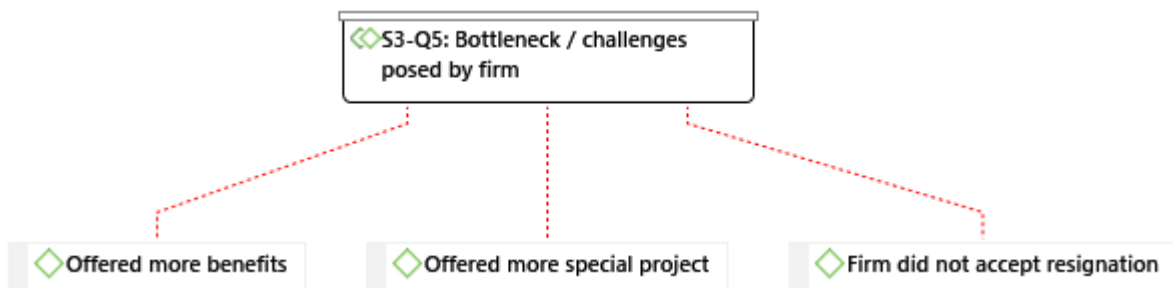 S3-Q5: Bottleneck / challenges
posed by firm
Offered more benefits
Offered more special project
Firm did not accept resignation